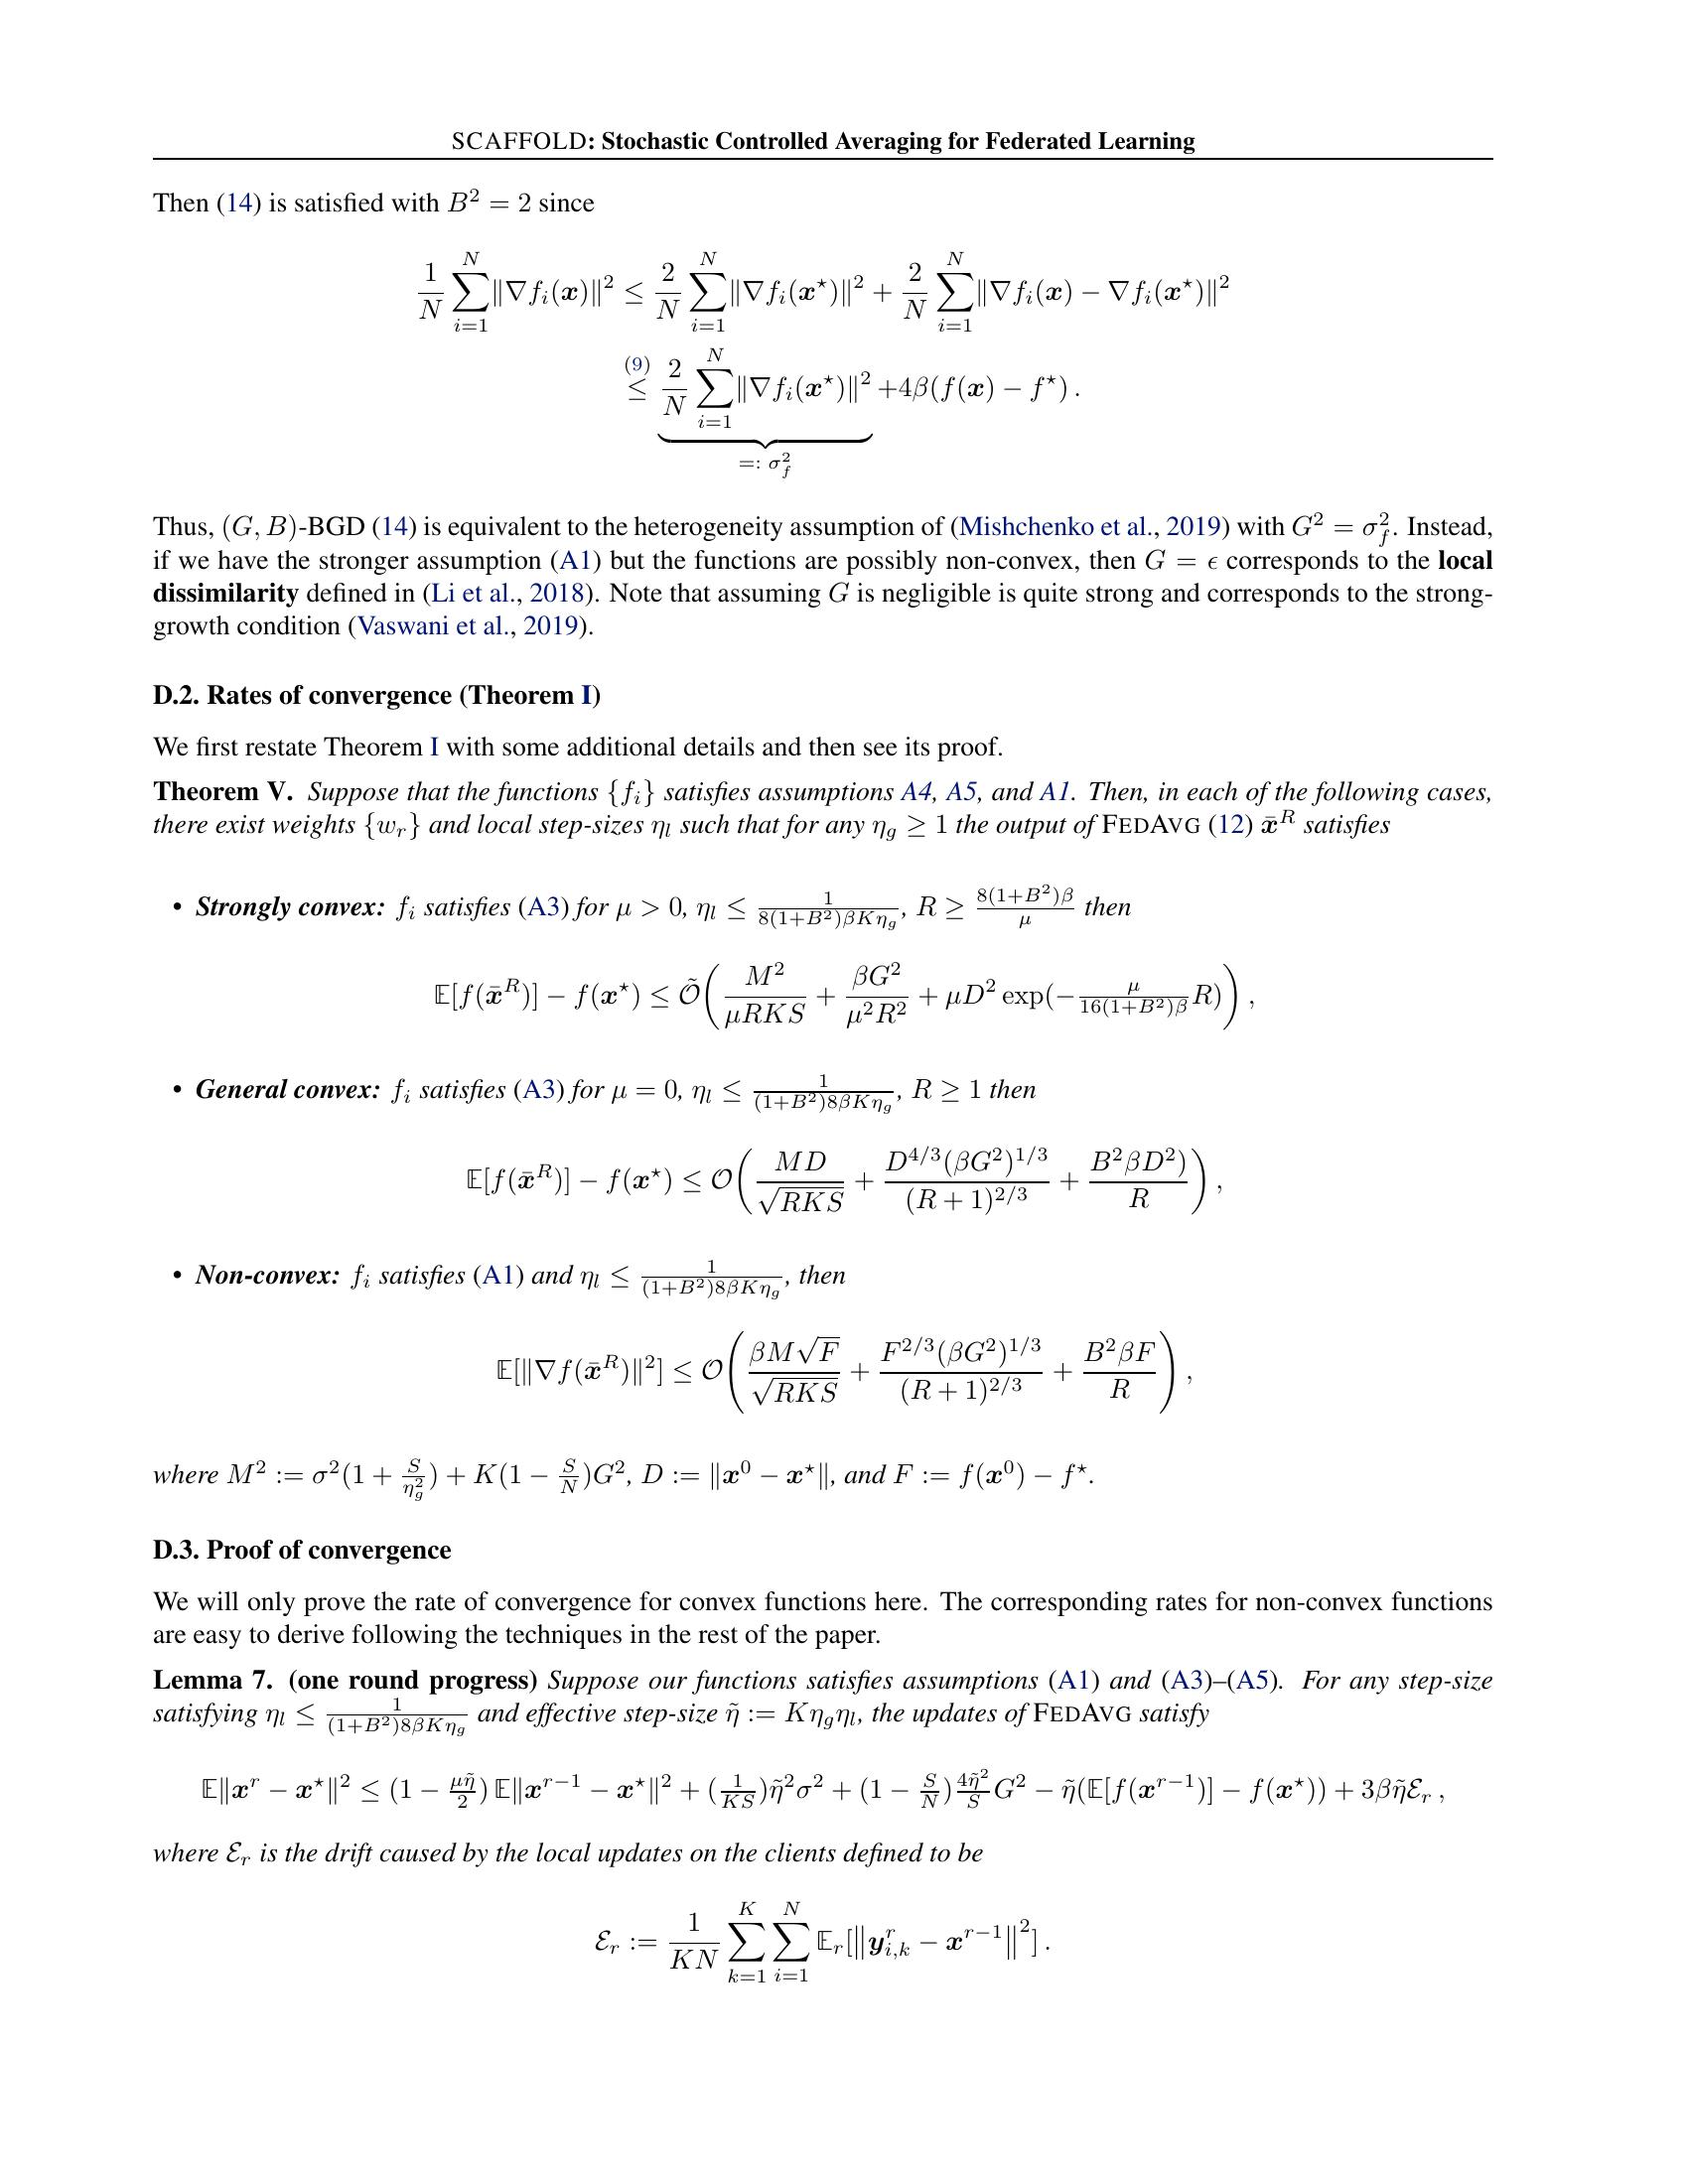 SCAFFOLD: Stochastic Controlled Averaging for Federated Learning
Then (14) is satisfied with $B^2 = 2$ since
$$\frac{1}{N}\sum_{i=1}^{N}\|\nabla f_i(\boldsymbol{x})\|^2 \leq \frac{2}{N}\sum_{i=1}^{N}\|\nabla f_i(\boldsymbol{x}^\star)\|^2 + \frac{2}{N}\sum_{i=1}^{N}\|\nabla f_i(\boldsymbol{x}) - \nabla f_i(\boldsymbol{x}^\star)\|^2$$
$$\overset{(9)}{\leq} \underbrace{\frac{2}{N}\sum_{i=1}^{N}\|\nabla f_i(\boldsymbol{x}^\star)\|^2}_{=:\sigma_f^2} + 4\beta(f(\boldsymbol{x}) - f^\star)\,.$$
Thus, $(G, B)$-BGD (14) is equivalent to the heterogeneity assumption of (Mishchenko et al., 2019) with $G^2 = \sigma_f^2$. Instead,
if we have the stronger assumption (A1) but the functions are possibly non-convex, then $G = \epsilon$ corresponds to the local
dissimilarity defined in (Li et al., 2018). Note that assuming $G$ is negligible is quite strong and corresponds to the strong-
growth condition (Vaswani et al., 2019).
D.2. Rates of convergence (Theorem I)
We first restate Theorem I with some additional details and then see its proof.
Theorem V. Suppose that the functions $\{f_i\}$ satisfies assumptions A4, A5, and A1. Then, in each of the following cases,
there exist weights $\{w_r\}$ and local step-sizes $\eta_l$ such that for any $\eta_g \geq 1$ the output of FEDAVG (12) $\bar{\boldsymbol{x}}^R$ satisfies
• Strongly convex: $f_i$ satisfies (A3) for $\mu > 0$, $\eta_l \leq \frac{1}{8(1+B^2)\beta K\eta_g}$, $R \geq \frac{8(1+B^2)\beta}{\mu}$ then
$$\mathbb{E}[f(\bar{\boldsymbol{x}}^R)] - f(\boldsymbol{x}^\star) \leq \tilde{\mathcal{O}}\left(\frac{M^2}{\mu RKS} + \frac{\beta G^2}{\mu^2 R^2} + \mu D^2 \exp(-\tfrac{\mu}{16(1+B^2)\beta}R)\right),$$
• General convex: $f_i$ satisfies (A3) for $\mu = 0$, $\eta_l \leq \frac{1}{(1+B^2)8\beta K\eta_g}$, $R \geq 1$ then
$$\mathbb{E}[f(\bar{\boldsymbol{x}}^R)] - f(\boldsymbol{x}^\star) \leq \mathcal{O}\left(\frac{MD}{\sqrt{RKS}} + \frac{D^{4/3}(\beta G^2)^{1/3}}{(R+1)^{2/3}} + \frac{B^2\beta D^2)}{R}\right),$$
• Non-convex: $f_i$ satisfies (A1) and $\eta_l \leq \frac{1}{(1+B^2)8\beta K\eta_g}$, then
$$\mathbb{E}[\|\nabla f(\bar{\boldsymbol{x}}^R)\|^2] \leq \mathcal{O}\left(\frac{\beta M\sqrt{F}}{\sqrt{RKS}} + \frac{F^{2/3}(\beta G^2)^{1/3}}{(R+1)^{2/3}} + \frac{B^2\beta F}{R}\right),$$
where $M^2 := \sigma^2(1 + \frac{S}{\eta_g^2}) + K(1 - \frac{S}{N})G^2$, $D := \|\boldsymbol{x}^0 - \boldsymbol{x}^\star\|$, and $F := f(\boldsymbol{x}^0) - f^\star$.
D.3. Proof of convergence
We will only prove the rate of convergence for convex functions here. The corresponding rates for non-convex functions
are easy to derive following the techniques in the rest of the paper.
Lemma 7. (one round progress) Suppose our functions satisfies assumptions (A1) and (A3)–(A5). For any step-size
satisfying $\eta_l \leq \frac{1}{(1+B^2)8\beta K\eta_g}$ and effective step-size $\tilde{\eta} := K\eta_g\eta_l$, the updates of FEDAVG satisfy
$$\mathbb{E}\|\boldsymbol{x}^r - \boldsymbol{x}^\star\|^2 \leq (1 - \tfrac{\mu\tilde{\eta}}{2})\,\mathbb{E}\|\boldsymbol{x}^{r-1} - \boldsymbol{x}^\star\|^2 + (\tfrac{1}{KS})\tilde{\eta}^2\sigma^2 + (1 - \tfrac{S}{N})\tfrac{4\tilde{\eta}^2}{S}G^2 - \tilde{\eta}(\mathbb{E}[f(\boldsymbol{x}^{r-1})] - f(\boldsymbol{x}^\star)) + 3\beta\tilde{\eta}\mathcal{E}_r\,,$$
where $\mathcal{E}_r$ is the drift caused by the local updates on the clients defined to be
$$\mathcal{E}_r := \frac{1}{KN}\sum_{k=1}^{K}\sum_{i=1}^{N}\mathbb{E}_r[\left\|\boldsymbol{y}_{i,k}^r - \boldsymbol{x}^{r-1}\right\|^2]\,.$$